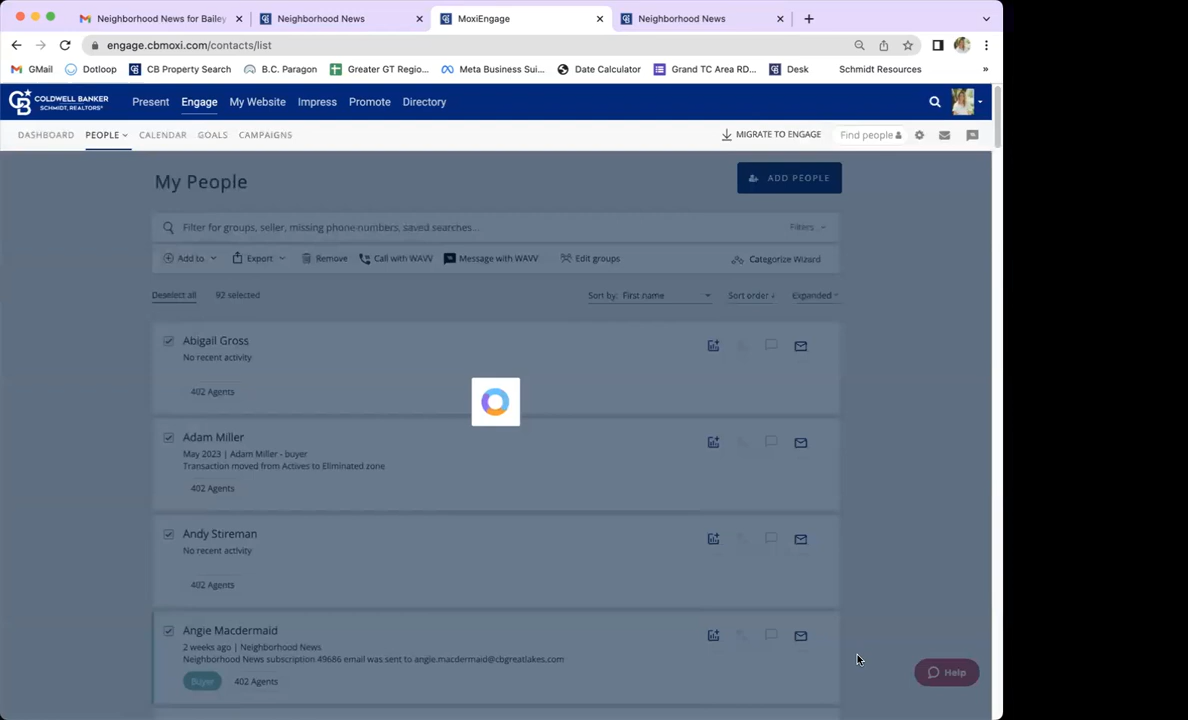 Neighborhood News for Bailey
Neighborhood News
MoxiEngage
Neighborhood News
engage.cbmoxi.com/contacts/list
GMail
Dotloop
CB Property Search
B.C. Paragon
Greater GT Regio...
Meta Business Sui...
Date Calculator
Grand TC Area RD...
Desk
Schmidt Resources
»
COLDWELL BANKER
SCHMIDT, REALTORS®
Present
Engage
My Website
Impress
Promote
Directory
DASHBOARD
PEOPLE
CALENDAR
GOALS
CAMPAIGNS
MIGRATE TO ENGAGE
Find people
My People
ADD PEOPLE
Filter for groups, seller, missing phone numbers, saved searches...
Filters
Add to
Export
Remove
Call with WAVV
Message with WAVV
Edit groups
Categorize Wizard
Deselect all
92 selected
Sort by: First name
Sort order
Expanded
Abigail Gross
No recent activity
402 Agents
Adam Miller
May 2023 | Adam Miller - buyer
Transaction moved from Actives to Eliminated zone
402 Agents
Andy Stireman
No recent activity
402 Agents
Angie Macdermaid
2 weeks ago | Neighborhood News
Neighborhood News subscription 49686 email was sent to angie.macdermaid@cbgreatlakes.com
Buyer
402 Agents
Help